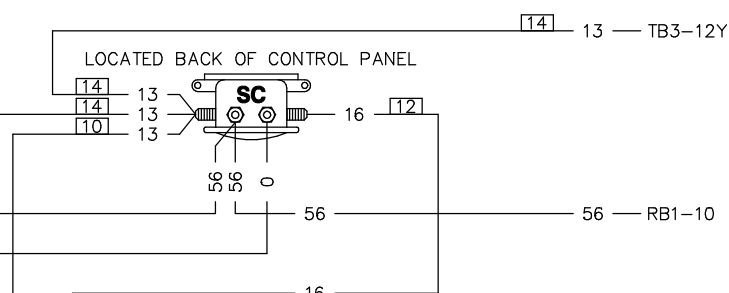 14 13 TB3-12Y
LOCATED BACK OF CONTROL PANEL
14 13
SC
14 13 16 12
10 13
56 56 0
56 56 RB1-10
16